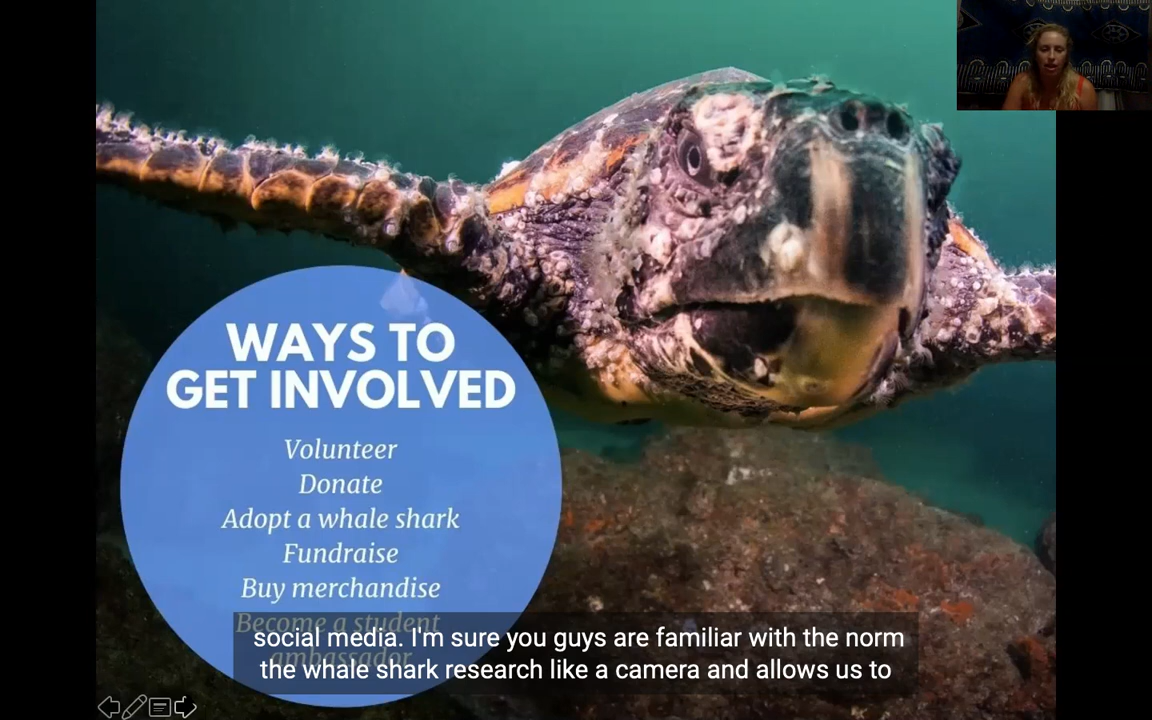 WAYS TO
GET INVOLVED
Volunteer
Donate
Adopt a whale shark
Fundraise
Buy merchandise
Become a student
ambassador
social media. I'm sure you guys are familiar with the norm
the whale shark research like a camera and allows us to